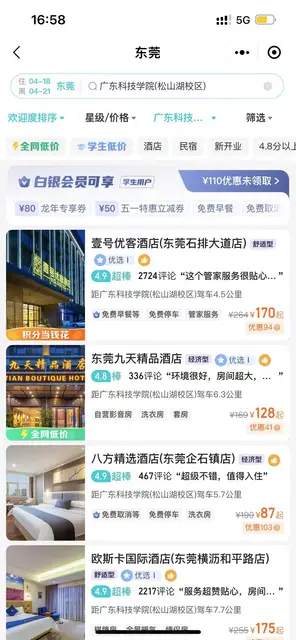 16:58
5G
东莞
住 04-18
离 04-21
东莞
广东科技学院(松山湖校区)
欢迎度排序
星级/价格
广东科技...
筛选
全网低价
学生低价
酒店
民宿
新开业
4.8分以上
白银会员可享
学生用户
¥110优惠未领取 >
¥80 龙年专享券
¥50 五一特惠立减券
免费早餐
免费取消
壹号优客酒店(东莞石排大道店) 舒适型
优选
4.9 超棒 2724评论 “这个管家服务很贴心...”
距广东科技学院(松山湖校区)驾车4.5公里
免费早餐等 免费停车 管家服务
¥264 ¥170起
优惠94
积分当钱花
东莞九天精品酒店 经济型 优选
4.8 超棒 336评论 “环境很好，房间超大，...”
距广东科技学院(松山湖校区)驾车6.3公里
自营影音房 洗衣房 套房
¥169 ¥128起
优惠41
TIAN BOUTIQUE HOT
全网低价
八方精选酒店(东莞企石镇店) 经济型
4.9 超棒 467评论 “超级不错，值得入住”
距广东科技学院(松山湖校区)驾车5.7公里
免费取消等 免费停车 洗衣房
¥190 ¥87起
优惠103
欧斯卡国际酒店(东莞横沥和平路店)
舒适型 优选
4.9 超棒 2217评论 “服务超赞贴心，房间...”
距广东科技学院(松山湖校区)驾车7.7公里
¥255 ¥175起